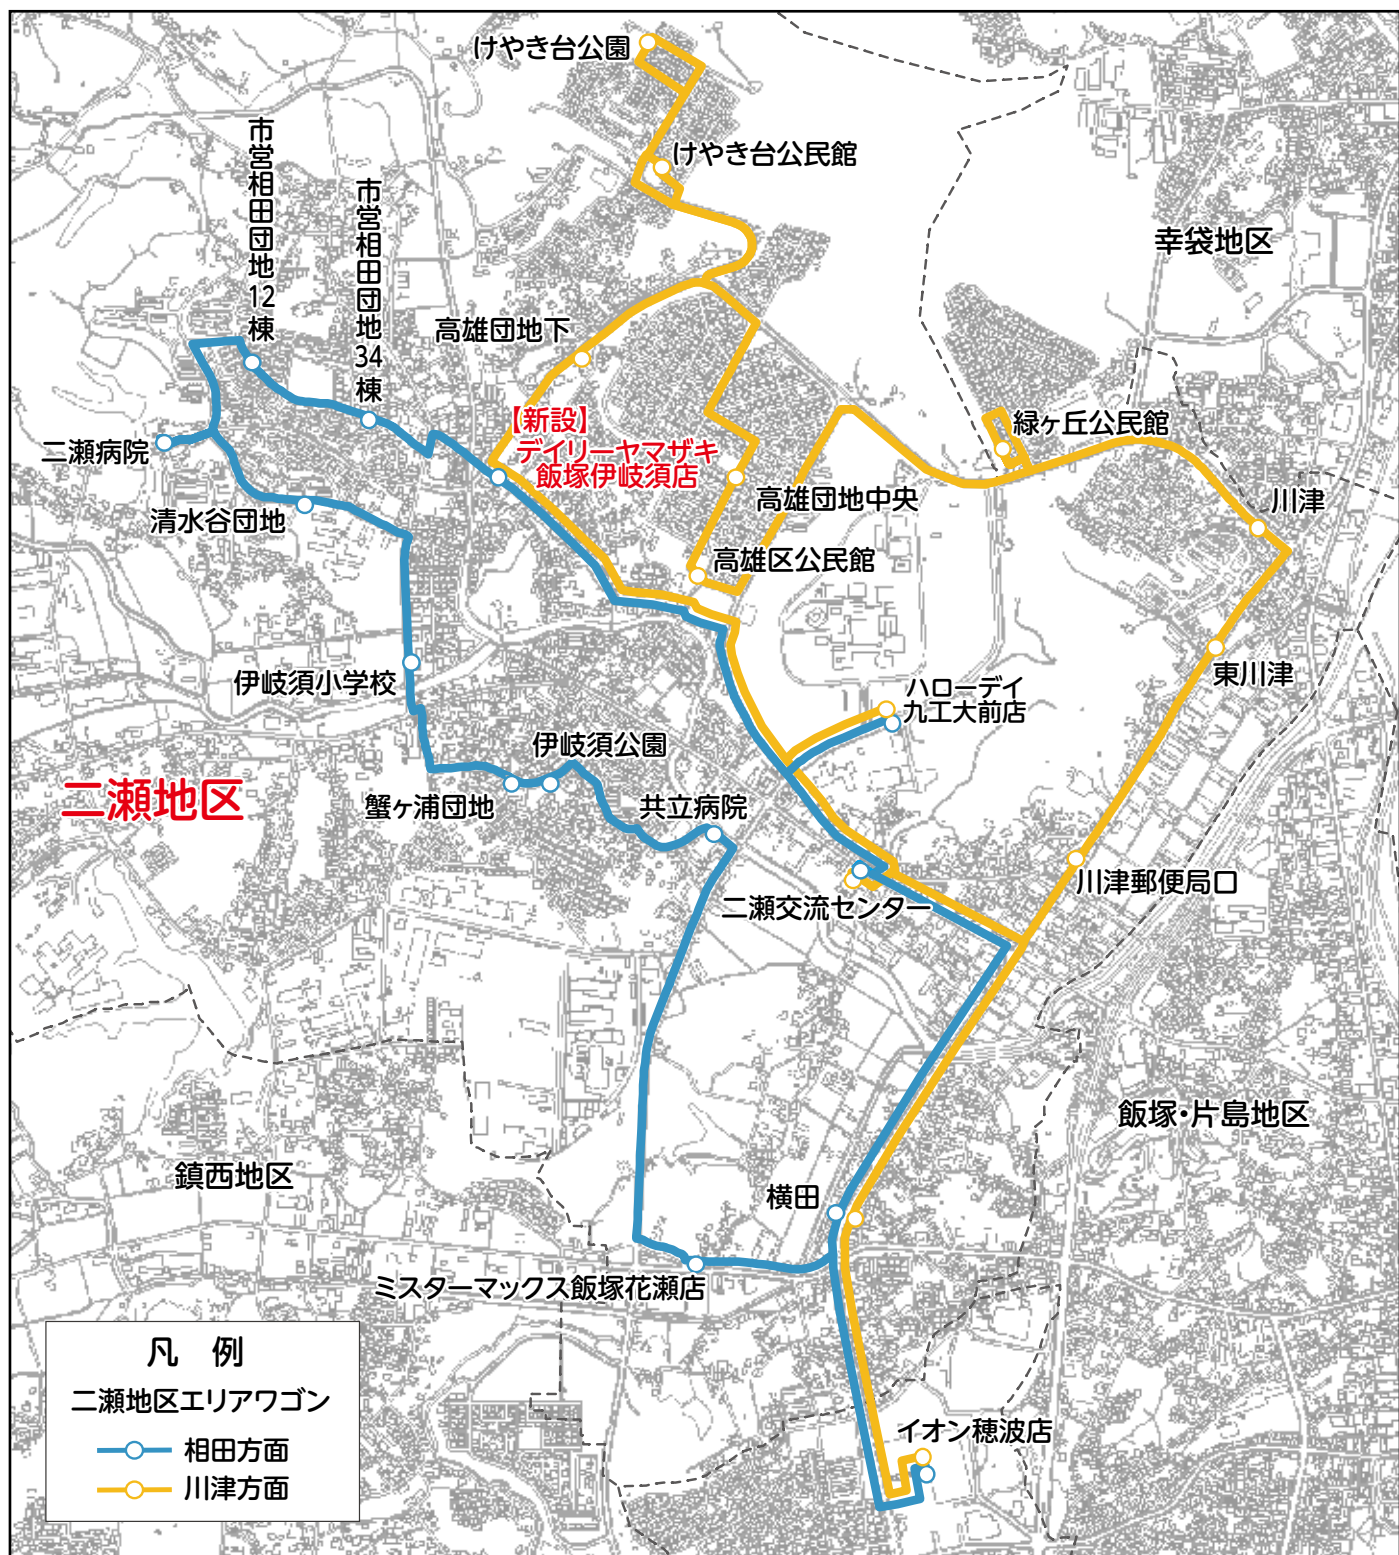 けやき台公園
けやき台公民館
市営相田団地12棟
市営相田団地34棟
幸袋地区
高雄団地下
【新設】
デイリーヤマザキ
飯塚伊岐須店
緑ヶ丘公民館
二瀬病院
清水谷団地
高雄団地中央
川津
高雄区公民館
伊岐須小学校
東川津
ハローデイ
九工大前店
伊岐須公園
二瀬地区
蟹ヶ浦団地
共立病院
川津郵便局口
二瀬交流センター
飯塚・片島地区
鎮西地区
横田
ミスターマックス飯塚花瀬店
イオン穂波店
凡 例
二瀬地区エリアワゴン
相田方面
川津方面